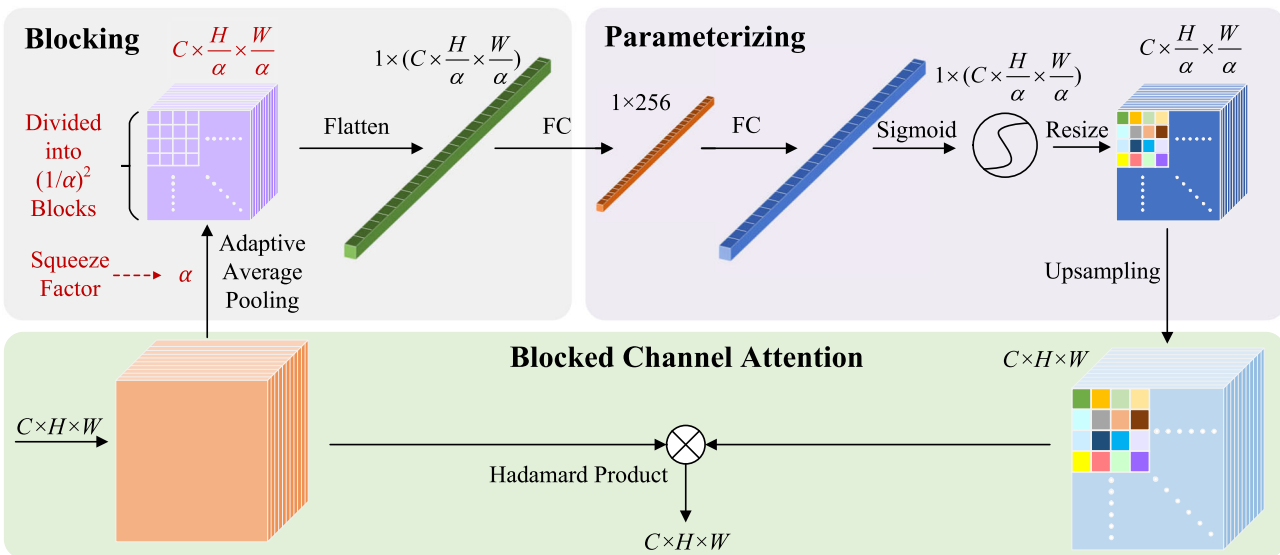 Blocking
C × H/α × W/α
Divided
into
(1/α)²
Blocks
Squeeze
Factor
α
Adaptive
Average
Pooling
Flatten
1×(C × H/α × W/α)
FC
Parameterizing
1×256
FC
1×(C × H/α × W/α)
Sigmoid
Resize
C × H/α × W/α
Upsampling
Blocked Channel Attention
C×H×W
Hadamard Product
C×H×W
C×H×W